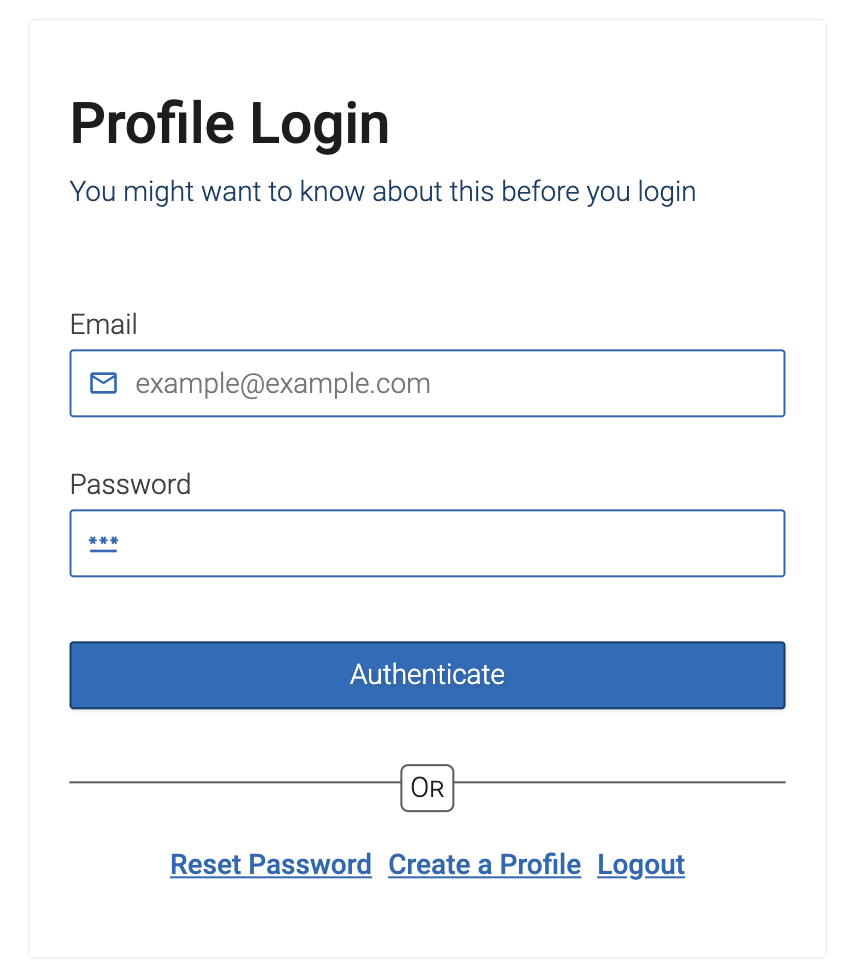 Profile Login
You might want to know about this before you login
Email
example@example.com
Password
***
Authenticate
OR
Reset Password Create a Profile Logout